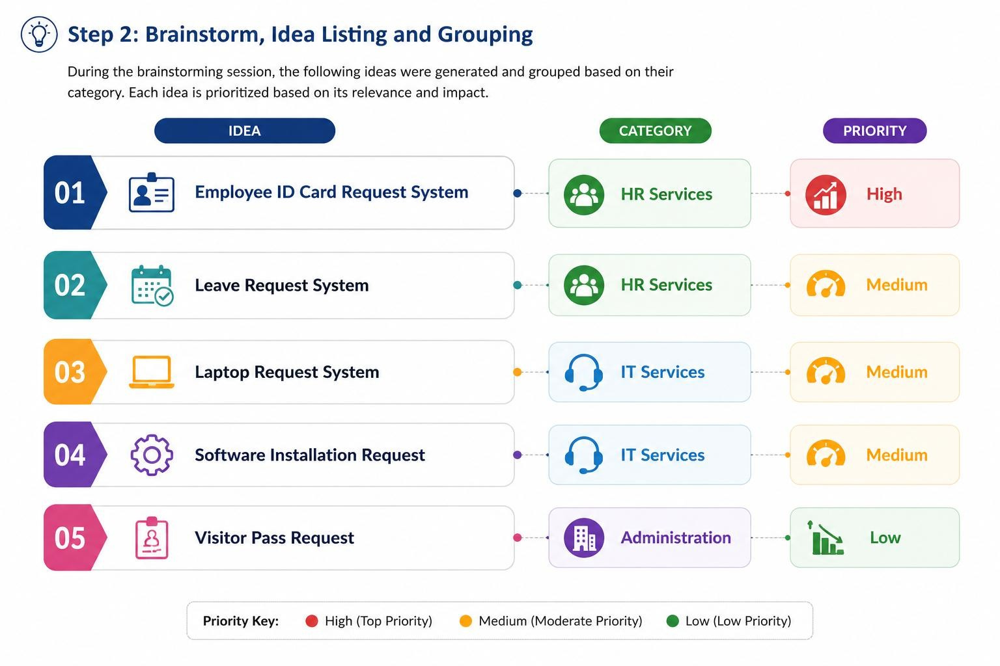 Step 2: Brainstorm, Idea Listing and Grouping
During the brainstorming session, the following ideas were generated and grouped based on their
category. Each idea is prioritized based on its relevance and impact.
IDEA CATEGORY PRIORITY
01 Employee ID Card Request System HR Services High
02 Leave Request System HR Services Medium
03 Laptop Request System IT Services Medium
04 Software Installation Request IT Services Medium
05 Visitor Pass Request Administration Low
Priority Key: High (Top Priority) Medium (Moderate Priority) Low (Low Priority)